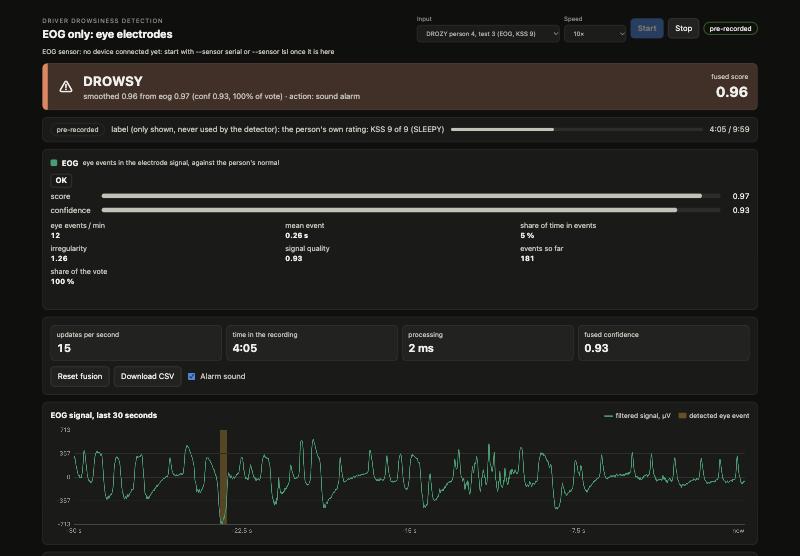 DRIVER DROWSINESS DETECTION
EOG only: eye electrodes
Input
DROZY person 4, test 3 (EOG, KSS 9)
Speed
10×
Start
Stop
pre-recorded
EOG sensor: no device connected yet: start with --sensor serial or --sensor lsl once it is here
DROWSY
smoothed 0.96 from eog 0.97 (conf 0.93, 100% of vote) · action: sound alarm
fused score
0.96
pre-recorded
label (only shown, never used by the detector): the person's own rating: KSS 9 of 9 (SLEEPY)
4:05 / 9:59
EOG eye events in the electrode signal, against the person's normal
OK
score
0.97
confidence
0.93
eye events / min
12
mean event
0.26 s
share of time in events
5 %
irregularity
1.26
signal quality
0.93
events so far
181
share of the vote
100 %
updates per second
15
time in the recording
4:05
processing
2 ms
fused confidence
0.93
Reset fusion
Download CSV
Alarm sound
EOG signal, last 30 seconds
filtered signal, µV
detected eye event
713
357
0
-357
-713
-30 s
-22.5 s
-15 s
-7.5 s
now